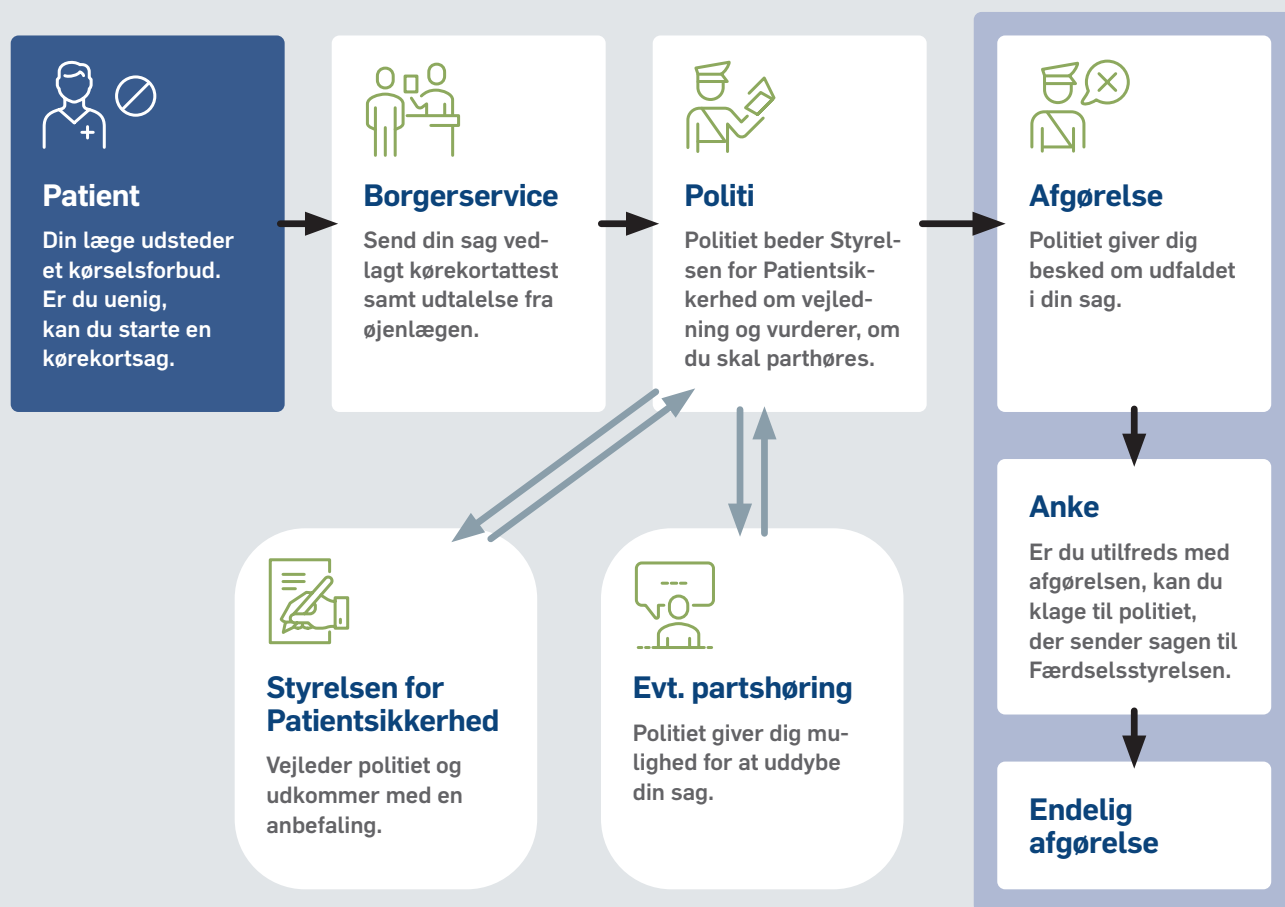 Patient
Din læge udsteder
et kørselsforbud.
Er du uenig,
kan du starte en
kørekortsag.
Borgerservice
Send din sag ved-
lagt kørekortattest
samt udtalelse fra
øjenlægen.
Politi
Politiet beder Styrel-
sen for Patientsik-
kerhed om vejled-
ning og vurderer, om
du skal parthøres.
Afgørelse
Politiet giver dig
besked om udfaldet
i din sag.
Styrelsen for
Patientsikkerhed
Vejleder politiet og
udkommer med en
anbefaling.
Evt. partshøring
Politiet giver dig mu-
lighed for at uddybe
din sag.
Anke
Er du utilfreds med
afgørelsen, kan du
klage til politiet,
der sender sagen til
Færdselsstyrelsen.
Endelig
afgørelse